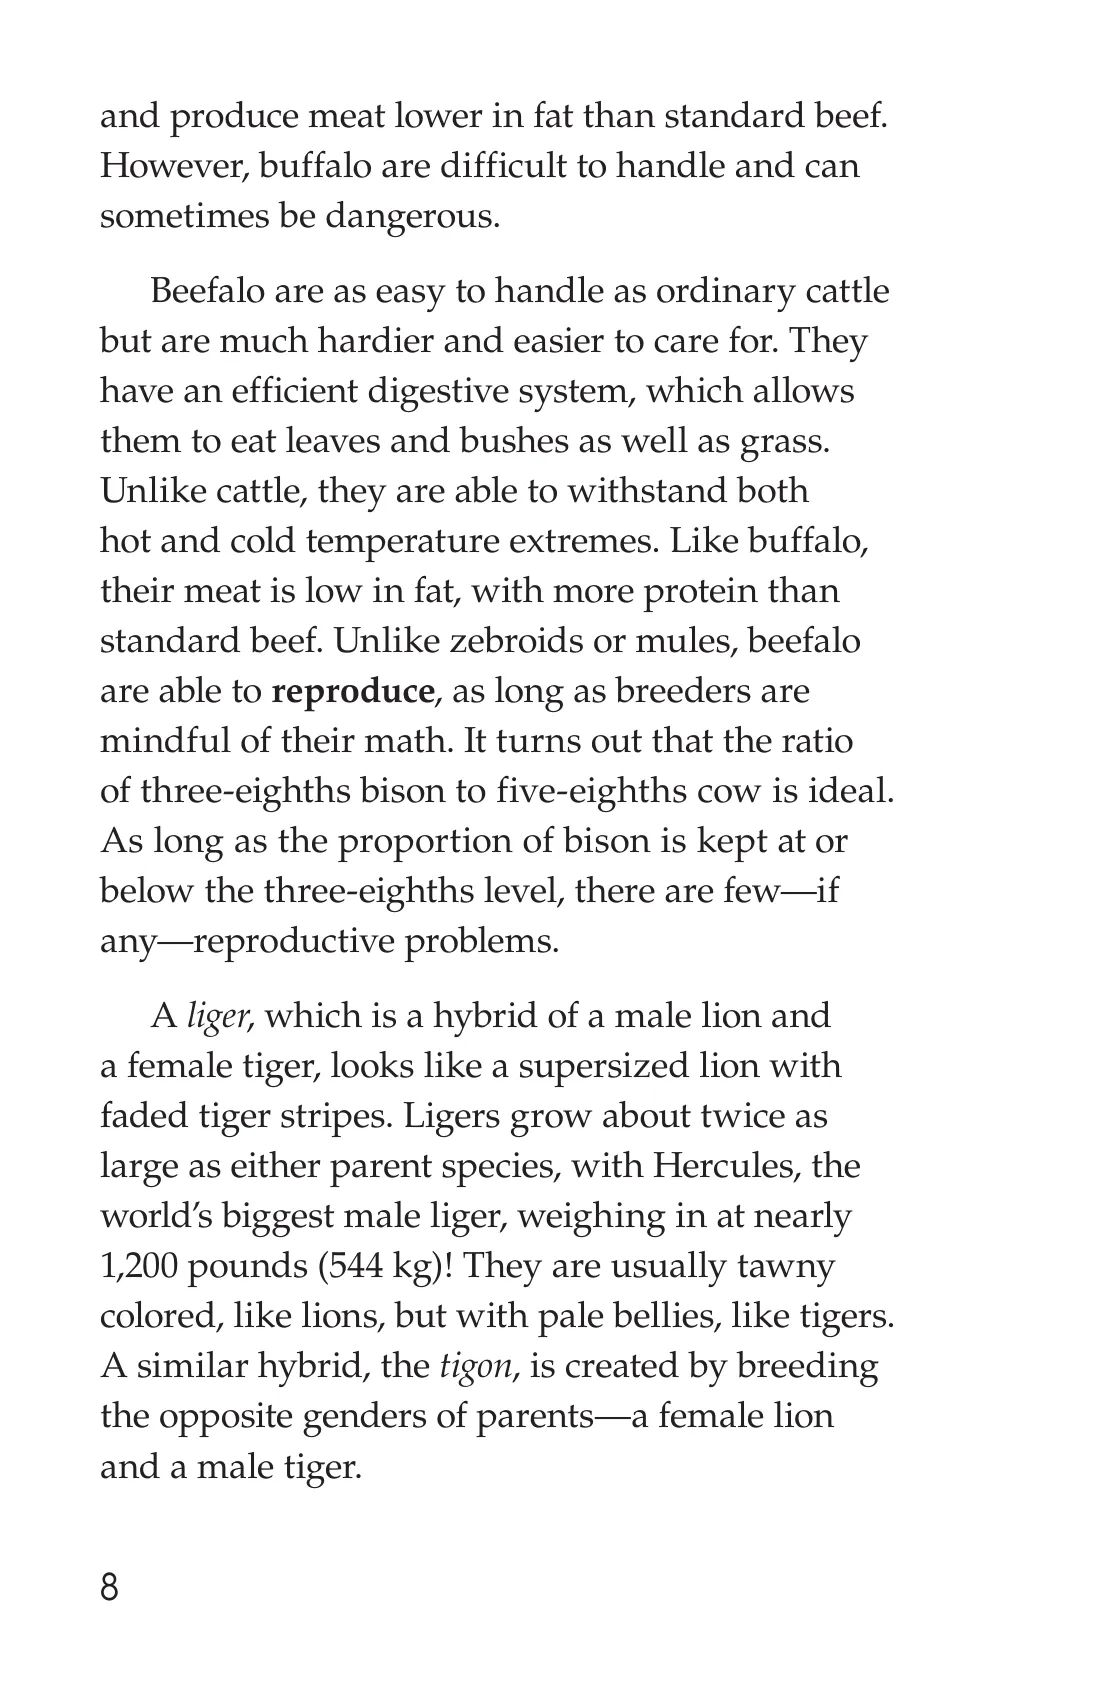 and produce meat lower in fat than standard beef.
However, buffalo are difficult to handle and can
sometimes be dangerous.
Beefalo are as easy to handle as ordinary cattle
but are much hardier and easier to care for. They
have an efficient digestive system, which allows
them to eat leaves and bushes as well as grass.
Unlike cattle, they are able to withstand both
hot and cold temperature extremes. Like buffalo,
their meat is low in fat, with more protein than
standard beef. Unlike zebroids or mules, beefalo
are able to reproduce, as long as breeders are
mindful of their math. It turns out that the ratio
of three-eighths bison to five-eighths cow is ideal.
As long as the proportion of bison is kept at or
below the three-eighths level, there are few—if
any—reproductive problems.
A liger, which is a hybrid of a male lion and
a female tiger, looks like a supersized lion with
faded tiger stripes. Ligers grow about twice as
large as either parent species, with Hercules, the
world’s biggest male liger, weighing in at nearly
1,200 pounds (544 kg)! They are usually tawny
colored, like lions, but with pale bellies, like tigers.
A similar hybrid, the tigon, is created by breeding
the opposite genders of parents—a female lion
and a male tiger.
8